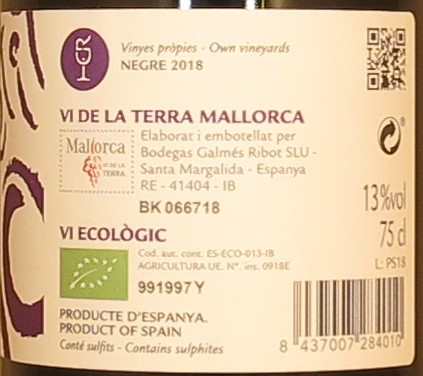 Vinyes pròpies - Own vineyards
NEGRE 2018
VI DE LA TERRA MALLORCA
Mallorca
VI DE LA
TERRA
Elaborat i embotellat per
Bodegas Galmés Ribot SLU -
Santa Margalida - Espanya
RE - 41404 - IB
BK 066718
13%vol
75 cl
L: PS18
VI ECOLÒGIC
Cod. aut. cont. ES-ECO-013-IB
AGRICULTURA UE. Nº. ins. 0918E
991997 Y
PRODUCTE D'ESPANYA.
PRODUCT OF SPAIN
Conté sulfits - Contains sulphites
8 437007 284010